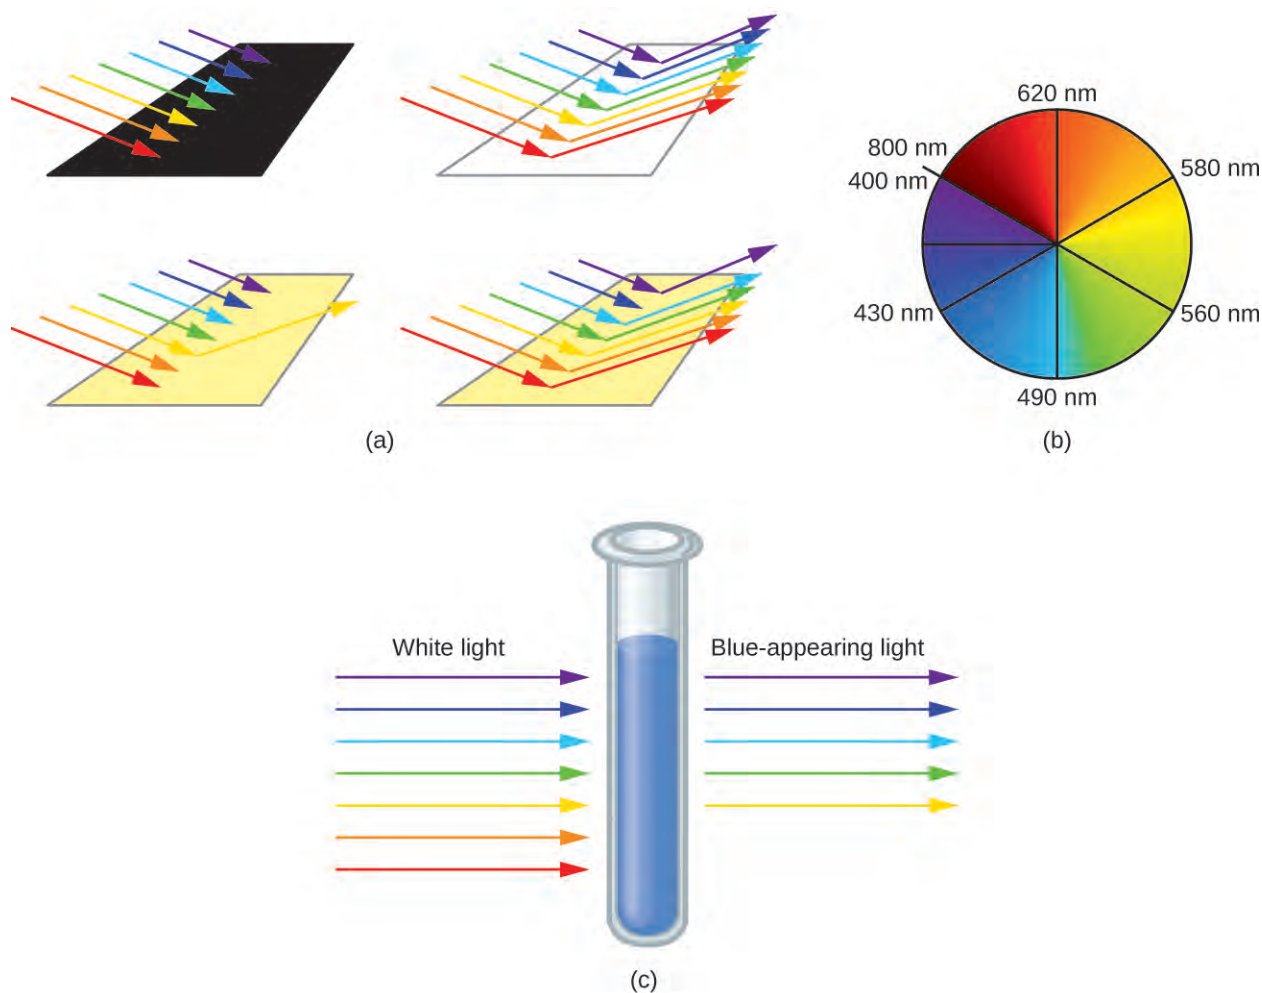 620 nm
800 nm
400 nm
580 nm
430 nm
560 nm
490 nm
(a)
(b)
White light
Blue-appearing light
(c)